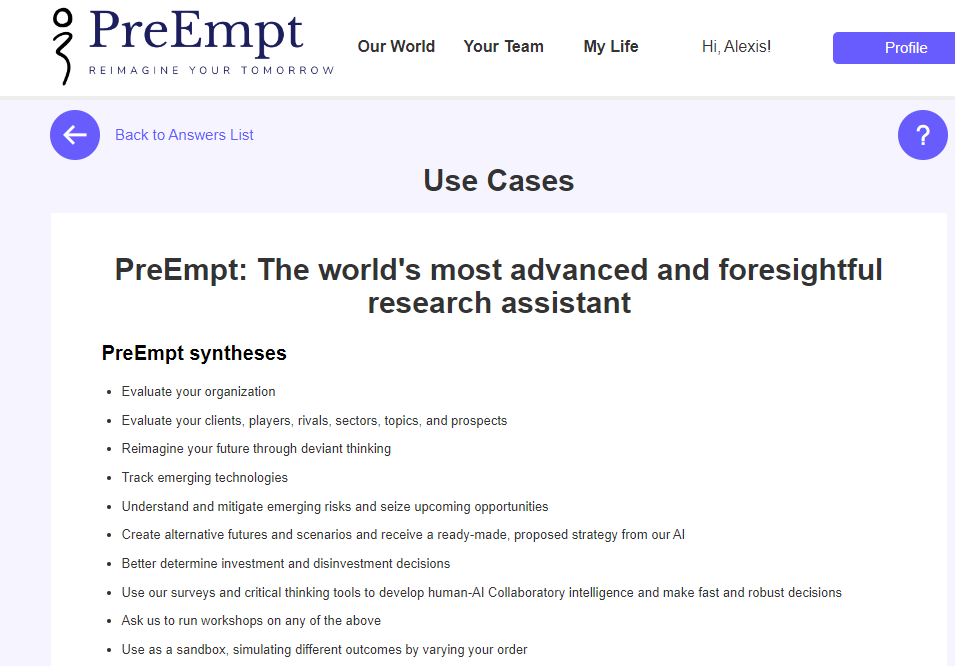 PreEmpt
REIMAGINE YOUR TOMORROW
Our World
Your Team
My Life
Hi, Alexis!
Profile
Back to Answers List
?
Use Cases
PreEmpt: The world's most advanced and foresightful
research assistant
PreEmpt syntheses
Evaluate your organization
Evaluate your clients, players, rivals, sectors, topics, and prospects
Reimagine your future through deviant thinking
Track emerging technologies
Understand and mitigate emerging risks and seize upcoming opportunities
Create alternative futures and scenarios and receive a ready-made, proposed strategy from our AI
Better determine investment and disinvestment decisions
Use our surveys and critical thinking tools to develop human-AI Collaboratory intelligence and make fast and robust decisions
Ask us to run workshops on any of the above
Use as a sandbox, simulating different outcomes by varying your order